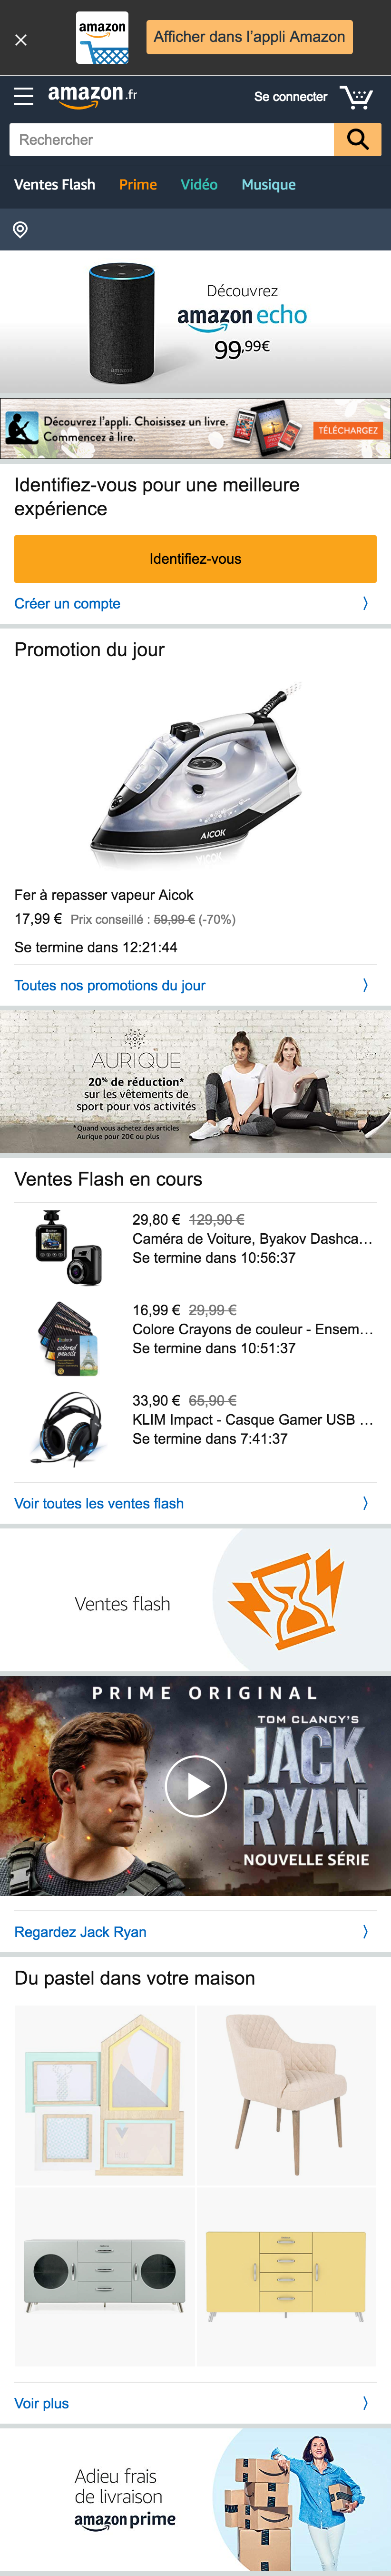 amazon
Afficher dans l'appli Amazon
amazon.fr
Se connecter
Rechercher
Ventes Flash
Prime
Vidéo
Musique
Découvrez
amazon echo
99,99€
amazon
Découvrez l'appli. Choisissez un livre.
Commencez à lire.
TÉLÉCHARGEZ
Identifiez-vous pour une meilleure
expérience
Identifiez-vous
Créer un compte
Promotion du jour
AICOK
Fer à repasser vapeur Aicok
17,99 € Prix conseillé : 59,99 € (-70%)
Se termine dans 12:21:44
Toutes nos promotions du jour
AURIQUE
20% de réduction*
sur les vêtements de
sport pour vos activités
*Quand vous achetez des articles
Aurique pour 20€ ou plus
Ventes Flash en cours
29,80 € 129,90 €
Caméra de Voiture, Byakov Dashca...
Se termine dans 10:56:37
colored
pencils
16,99 € 29,99 €
Colore Crayons de couleur - Ensem...
Se termine dans 10:51:37
33,90 € 65,90 €
KLIM Impact - Casque Gamer USB ...
Se termine dans 7:41:37
Voir toutes les ventes flash
Ventes flash
PRIME ORIGINAL
TOM CLANCY'S
JACK
RYAN
NOUVELLE SÉRIE
Regardez Jack Ryan
Du pastel dans votre maison
Voir plus
Adieu frais
de livraison
amazon prime